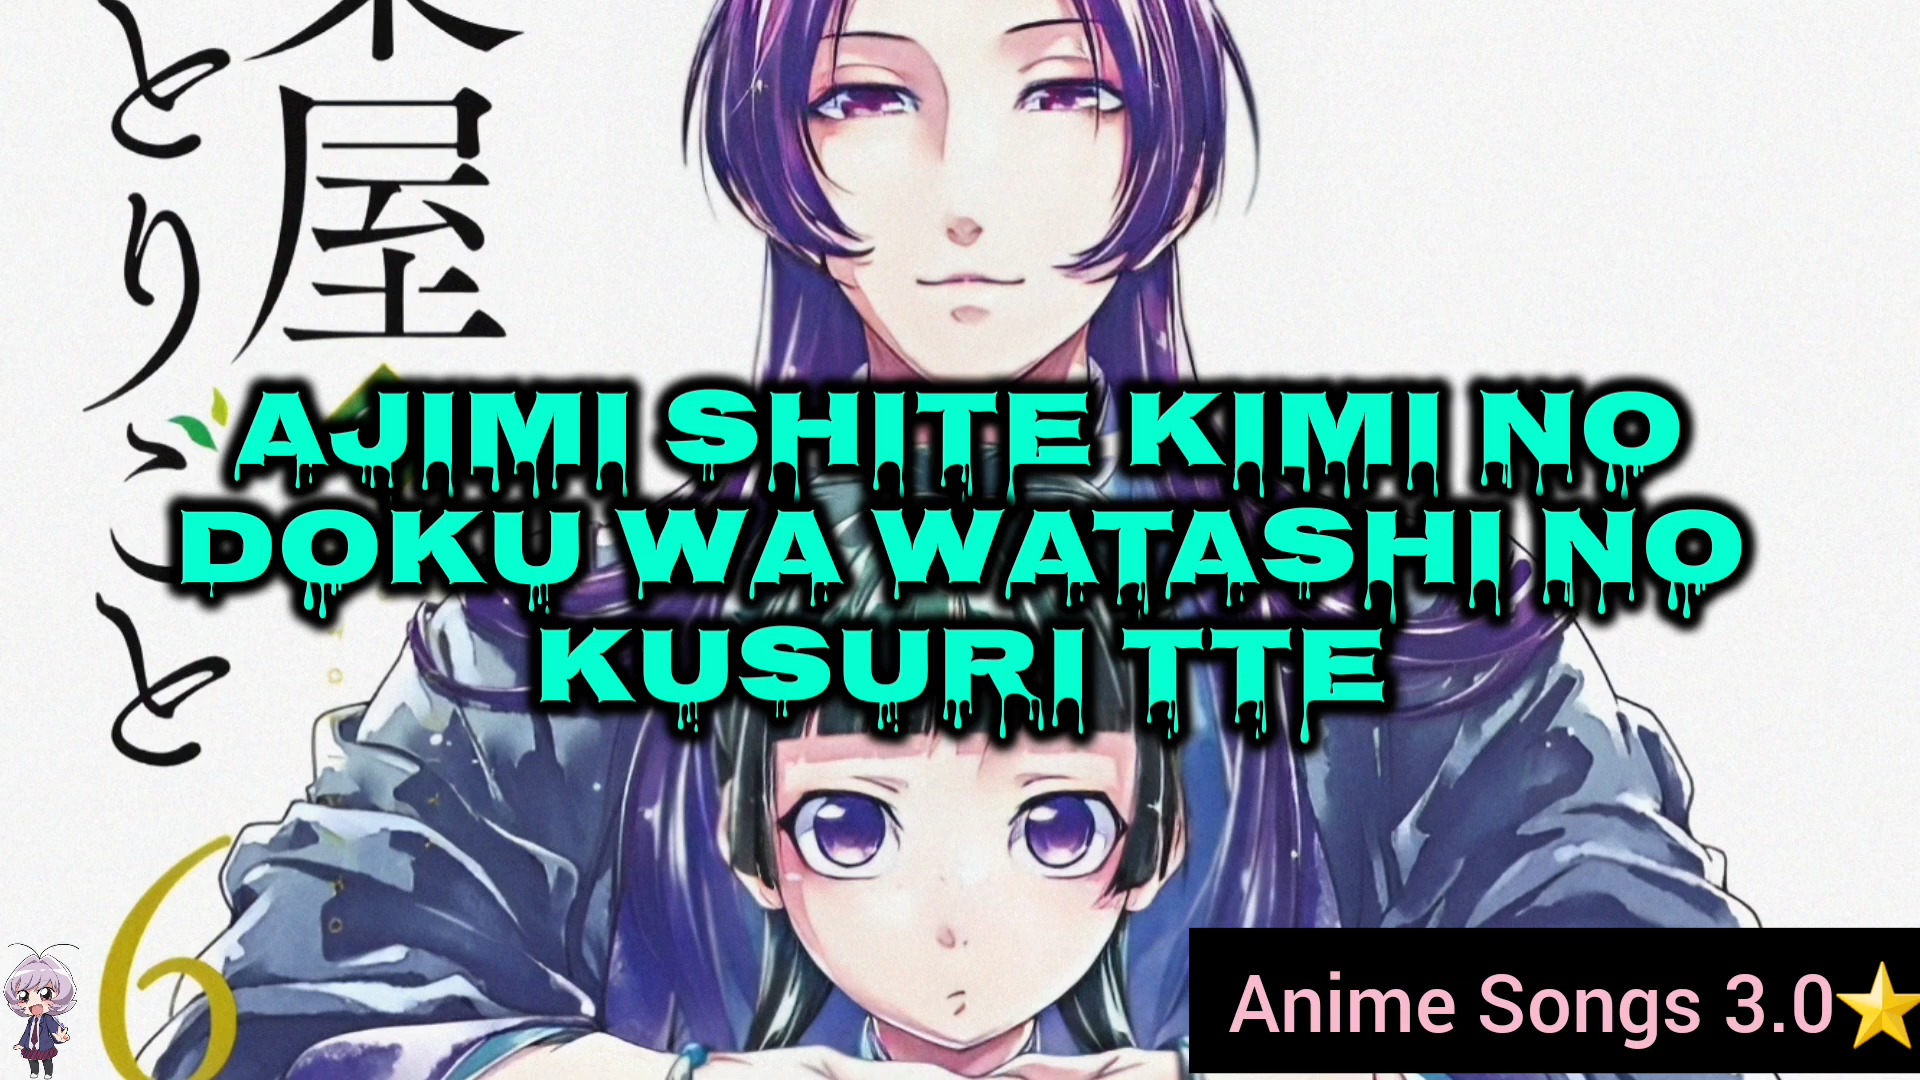 屋
とりごと
AJIMI SHITE KIMI NO
DOKU WA WATASHI NO
KUSURI TTE
6
Anime Songs 3.0⭐